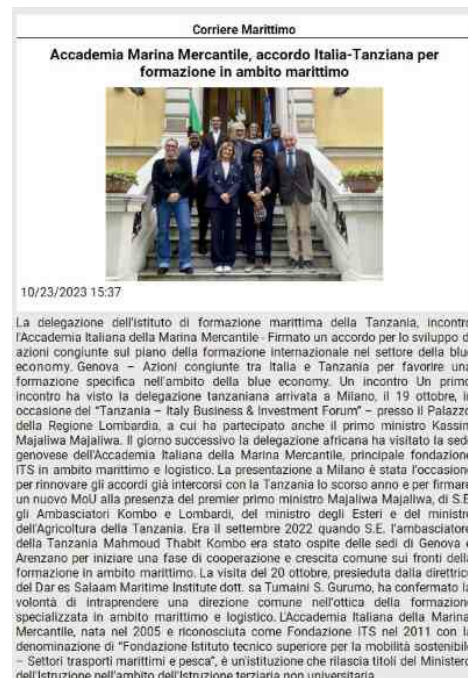 Corriere Marittimo
Accademia Marina Mercantile, accordo Italia-Tanziana per
formazione in ambito marittimo
10/23/2023 15:37
La delegazione dell'istituto di formazione marittima della Tanzania, incontro
l'Accademia Italiana della Marina Mercantile - Firmato un accordo per lo sviluppo d
azioni congiunte sul piano della formazione internazionale nel settore della blue
economy. Genova – Azioni congiunte tra Italia e Tanzania per favorire una
formazione specifica nell'ambito della blue economy. Un incontro Un primo
incontro ha visto la delegazione tanzaniana arrivata a Milano, il 19 ottobre, in
occasione del "Tanzania – Italy Business & Investment Forum" – presso il Palazzo
della Regione Lombardia, a cui ha partecipato anche il primo ministro Kassim
Majaliwa Majaliwa. Il giorno successivo la delegazione africana ha visitato la sede
genovese dell'Accademia Italiana della Marina Mercantile, principale fondazione
ITS in ambito marittimo e logistico. La presentazione a Milano è stata l'occasione
per rinnovare gli accordi già intercorsi con la Tanzania lo scorso anno e per firmare
un nuovo MoU alla presenza del premier primo ministro Majaliwa Majaliwa, di S.E.
gli Ambasciatori Kombo e Lombardi, del ministro degli Esteri e del ministro
dell'Agricoltura della Tanzania. Era il settembre 2022 quando S.E. l'ambasciatore
della Tanzania Mahmoud Thabit Kombo era stato ospite delle sedi di Genova e
Arenzano per iniziare una fase di cooperazione e crescita comune sui fronti della
formazione in ambito marittimo. La visita del 20 ottobre, presieduta dalla direttrice
del Dar es Salaam Maritime Institute dott. sa Tumaini S. Gurumo, ha confermato la
volontà di intraprendere una direzione comune nell'ottica della formazione
specializzata in ambito marittimo e logistico. L'Accademia Italiana della Marina
Mercantile, nata nel 2005 e riconosciuta come Fondazione ITS nel 2011 con la
denominazione di "Fondazione Istituto tecnico superiore per la mobilità sostenibile
– Settori trasporti marittimi e pesca", è un'istituzione che rilascia titoli del Ministero
dell'Istruzione nell'ambito dell'Istruzione terziaria non universitaria